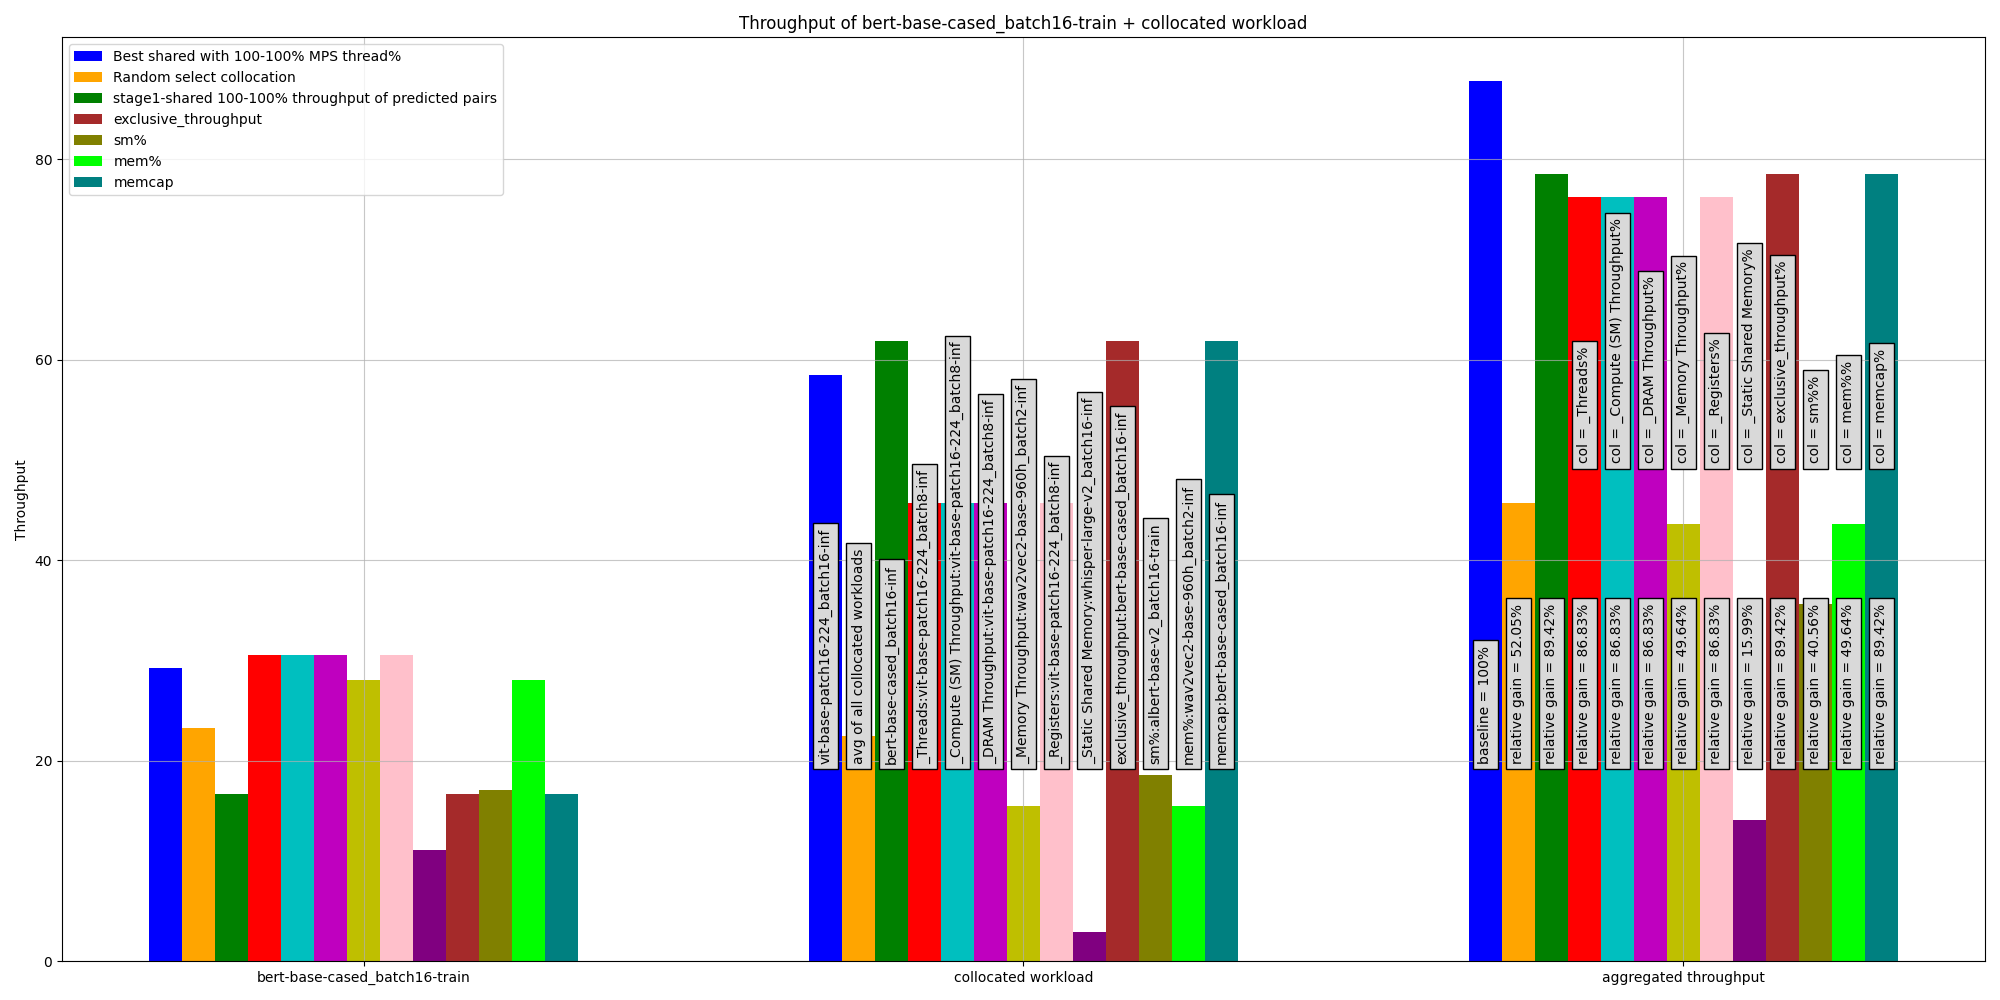 Throughput of bert-base-cased_batch16-train + collocated workload
Best shared with 100-100% MPS thread%
Random select collocation
stage1-shared 100-100% throughput of predicted pairs
exclusive_throughput
sm%
mem%
memcap
Throughput
80
60
40
20
0
vit-base-patch16-224_batch16-inf
avg of all collocated workloads
bert-base-cased_batch16-inf
_Threads:vit-base-patch16-224_batch8-inf
_Compute (SM) Throughput:vit-base-patch16-224_batch8-inf
_DRAM Throughput:vit-base-patch16-224_batch8-inf
_Memory Throughput:wav2vec2-base-960h_batch2-inf
_Registers:vit-base-patch16-224_batch8-inf
_Static Shared Memory:whisper-large-v2_batch16-inf
exclusive_throughput:bert-base-cased_batch16-inf
sm%:albert-base-v2_batch16-train
mem%:wav2vec2-base-960h_batch2-inf
memcap:bert-base-cased_batch16-inf
col = _Threads%
col = _Compute (SM) Throughput%
col = _DRAM Throughput%
col = _Memory Throughput%
col = _Registers%
col = _Static Shared Memory%
col = exclusive_throughput%
col = sm%%
col = mem%%
col = memcap%
baseline = 100%
relative gain = 52.05%
relative gain = 89.42%
relative gain = 86.83%
relative gain = 86.83%
relative gain = 86.83%
relative gain = 49.64%
relative gain = 86.83%
relative gain = 15.99%
relative gain = 89.42%
relative gain = 40.56%
relative gain = 49.64%
relative gain = 89.42%
bert-base-cased_batch16-train
collocated workload
aggregated throughput